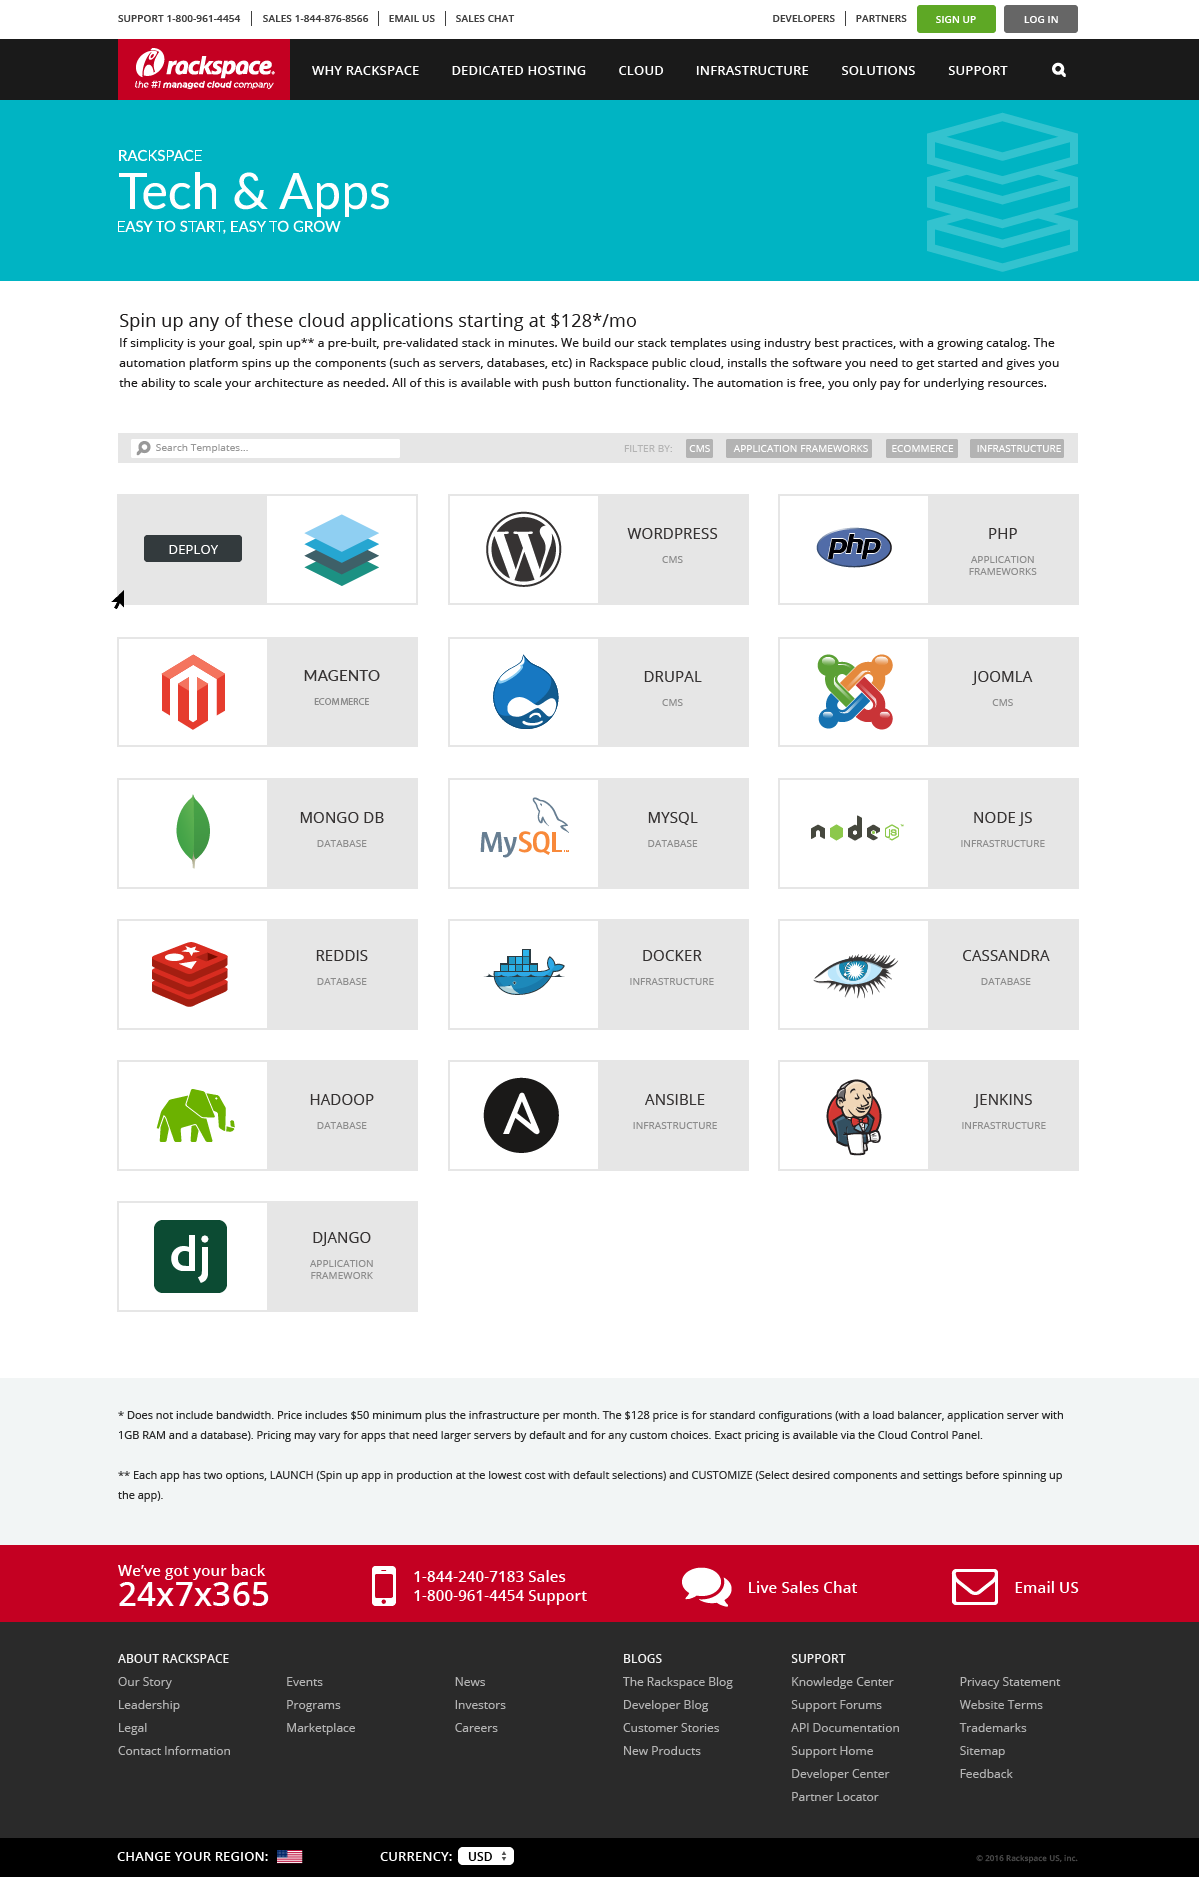 SUPPORT 1-800-961-4454
SALES 1-844-876-8566
EMAIL US
SALES CHAT
DEVELOPERS
PARTNERS
SIGN UP
LOG IN
rackspace.
the #1 managed cloud company
WHY RACKSPACE
DEDICATED HOSTING
CLOUD
INFRASTRUCTURE
SOLUTIONS
SUPPORT
RACKSPACE
Tech & Apps
EASY TO START, EASY TO GROW
Spin up any of these cloud applications starting at $128*/mo
If simplicity is your goal, spin up** a pre-built, pre-validated stack in minutes. We build our stack templates using industry best practices, with a growing catalog. The
automation platform spins up the components (such as servers, databases, etc) in Rackspace public cloud, installs the software you need to get started and gives you
the ability to scale your architecture as needed. All of this is available with push button functionality. The automation is free, you only pay for underlying resources.
Search Templates...
FILTER BY:
CMS
APPLICATION FRAMEWORKS
ECOMMERCE
INFRASTRUCTURE
DEPLOY
W
WORDPRESS
CMS
php
PHP
APPLICATION
FRAMEWORKS
MAGENTO
ECOMMERCE
DRUPAL
CMS
JOOMLA
CMS
MONGO DB
DATABASE
MySQL
MYSQL
DATABASE
node JS
NODE JS
INFRASTRUCTURE
REDDIS
DATABASE
DOCKER
INFRASTRUCTURE
CASSANDRA
DATABASE
HADOOP
DATABASE
A
ANSIBLE
INFRASTRUCTURE
JENKINS
INFRASTRUCTURE
dj
DJANGO
APPLICATION
FRAMEWORK
* Does not include bandwidth. Price includes $50 minimum plus the infrastructure per month. The $128 price is for standard configurations (with a load balancer, application server with
1GB RAM and a database). Pricing may vary for apps that need larger servers by default and for any custom choices. Exact pricing is available via the Cloud Control Panel.
** Each app has two options, LAUNCH (Spin up app in production at the lowest cost with default selections) and CUSTOMIZE (Select desired components and settings before spinning up
the app).
We've got your back
24x7x365
1-844-240-7183 Sales
1-800-961-4454 Support
Live Sales Chat
Email US
ABOUT RACKSPACE
Our Story
Leadership
Legal
Contact Information
Events
Programs
Marketplace
News
Investors
Careers
BLOGS
The Rackspace Blog
Developer Blog
Customer Stories
New Products
SUPPORT
Knowledge Center
Support Forums
API Documentation
Support Home
Developer Center
Partner Locator
Privacy Statement
Website Terms
Trademarks
Sitemap
Feedback
CHANGE YOUR REGION:
CURRENCY:
USD
© 2016 Rackspace US, inc.